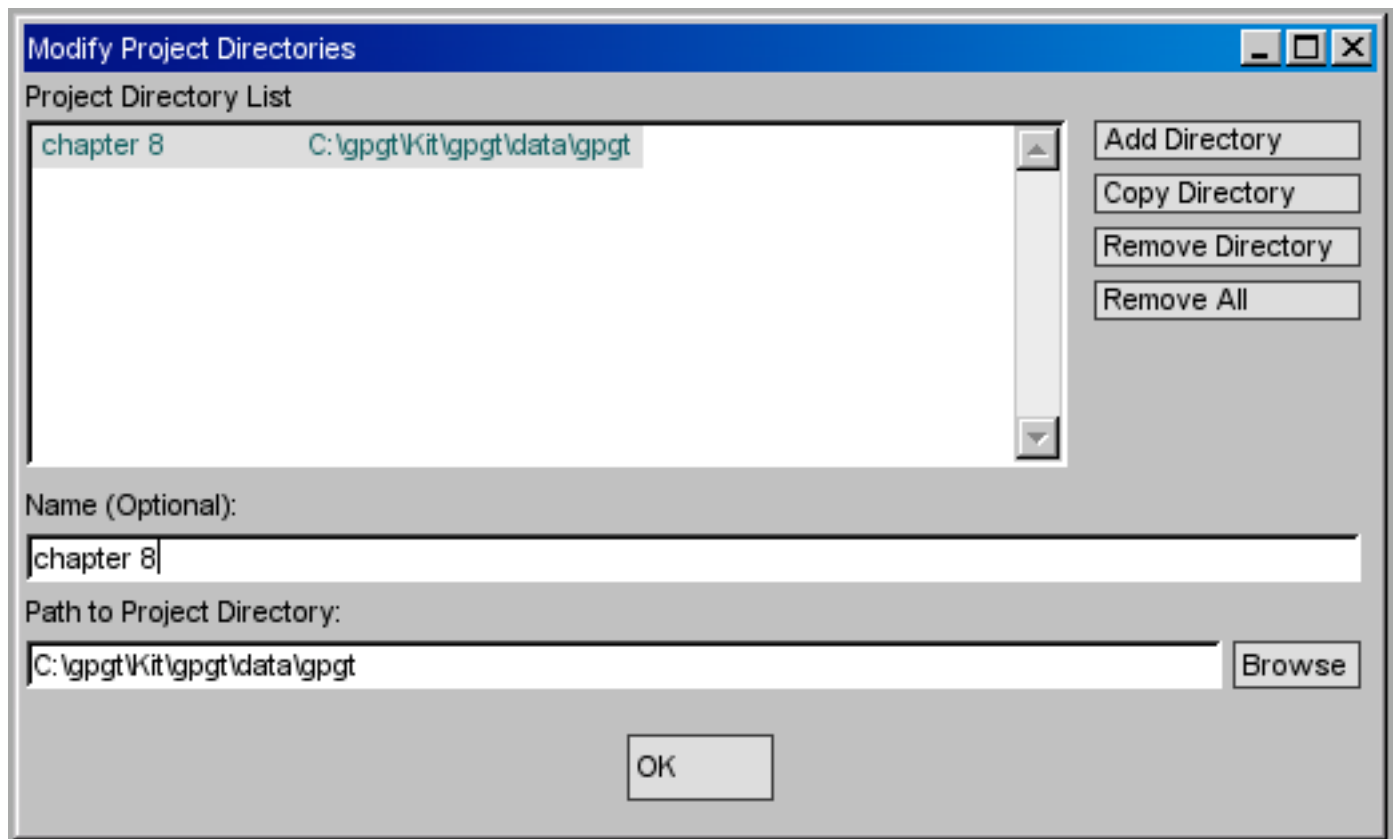 Modify Project Directories
Project Directory List
chapter 8 C:\gpgt\Kit\gpgt\data\gpgt
Add Directory
Copy Directory
Remove Directory
Remove All
Name (Optional):
chapter 8
Path to Project Directory:
C:\gpgt\Kit\gpgt\data\gpgt
Browse
OK